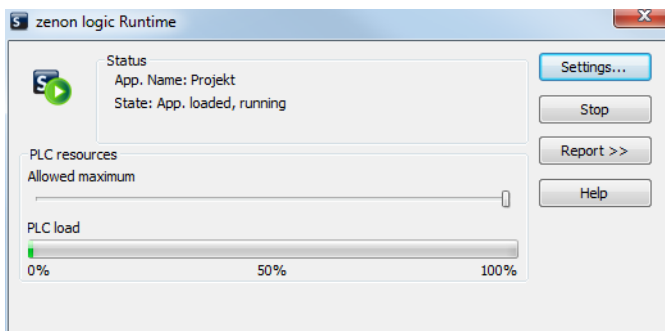 zenon logic Runtime
Status
App. Name: Projekt
State: App. loaded, running
Settings...
Stop
Report >>
Help
PLC resources
Allowed maximum
PLC load
0% 50% 100%